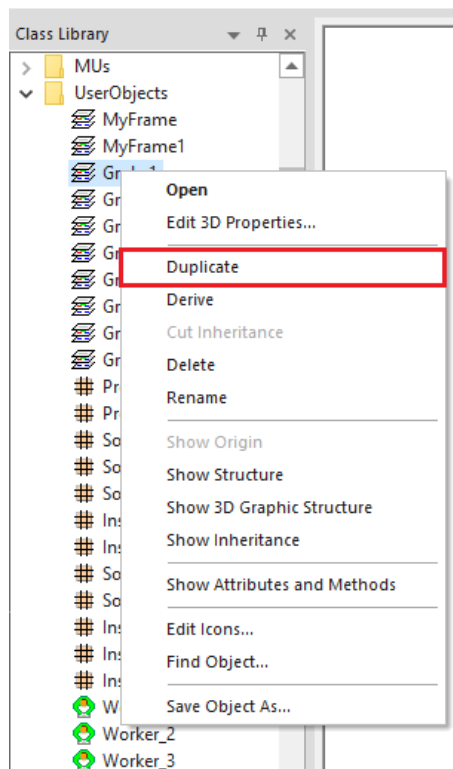 Class Library
MUs
UserObjects
MyFrame
MyFrame1
Open
Edit 3D Properties...
Duplicate
Derive
Cut Inheritance
Delete
Rename
Show Origin
Show Structure
Show 3D Graphic Structure
Show Inheritance
Show Attributes and Methods
Edit Icons...
Find Object...
Save Object As...
Worker_2
Worker_3